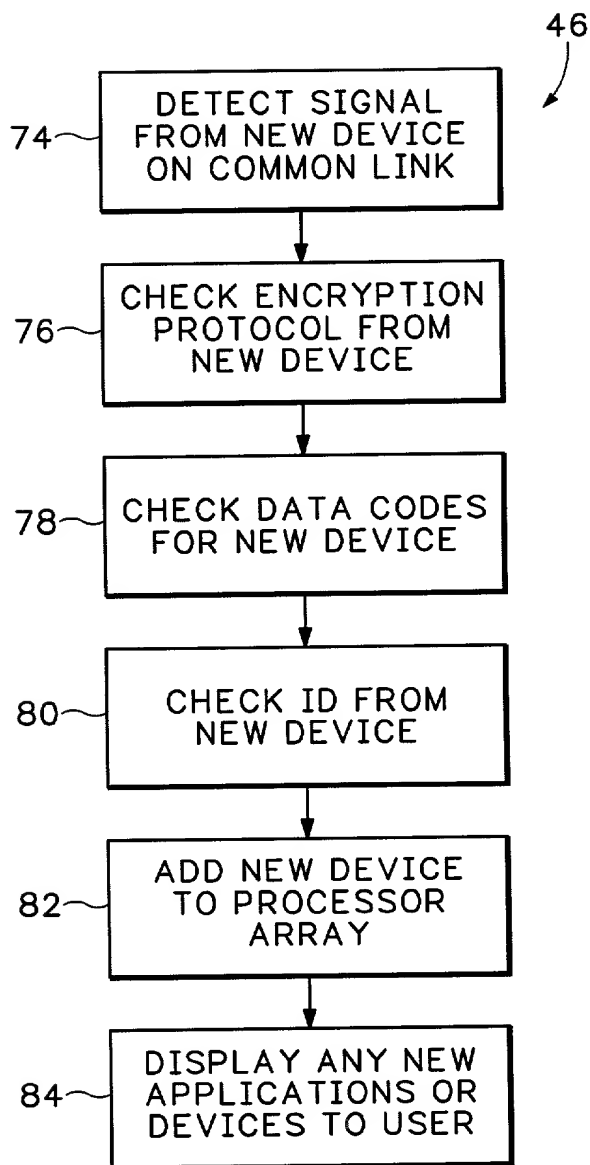 46
74
DETECT SIGNAL
FROM NEW DEVICE
ON COMMON LINK
76
CHECK ENCRYPTION
PROTOCOL FROM
NEW DEVICE
78
CHECK DATA CODES
FOR NEW DEVICE
80
CHECK ID FROM
NEW DEVICE
82
ADD NEW DEVICE
TO PROCESSOR
ARRAY
84
DISPLAY ANY NEW
APPLICATIONS OR
DEVICES TO USER